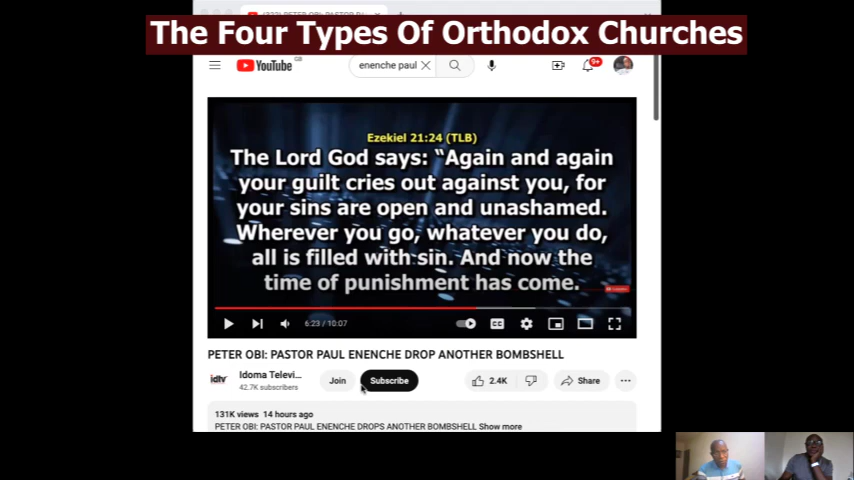 The Four Types Of Orthodox Churches
YouTube GB
enenche paul
9+
Ezekiel 21:24 (TLB)
The Lord God says: “Again and again
your guilt cries out against you, for
your sins are open and unashamed.
Wherever you go, whatever you do,
all is filled with sin. And now the
time of punishment has come.
6:23 / 10:07
CC
PETER OBI: PASTOR PAUL ENENCHE DROP ANOTHER BOMBSHELL
idtv
Idoma Televi...
42.7K subscribers
Join
Subscribe
2.4K
Share
131K views 14 hours ago
PETER OBI: PASTOR PAUL ENENCHE DROPS ANOTHER BOMBSHELL Show more